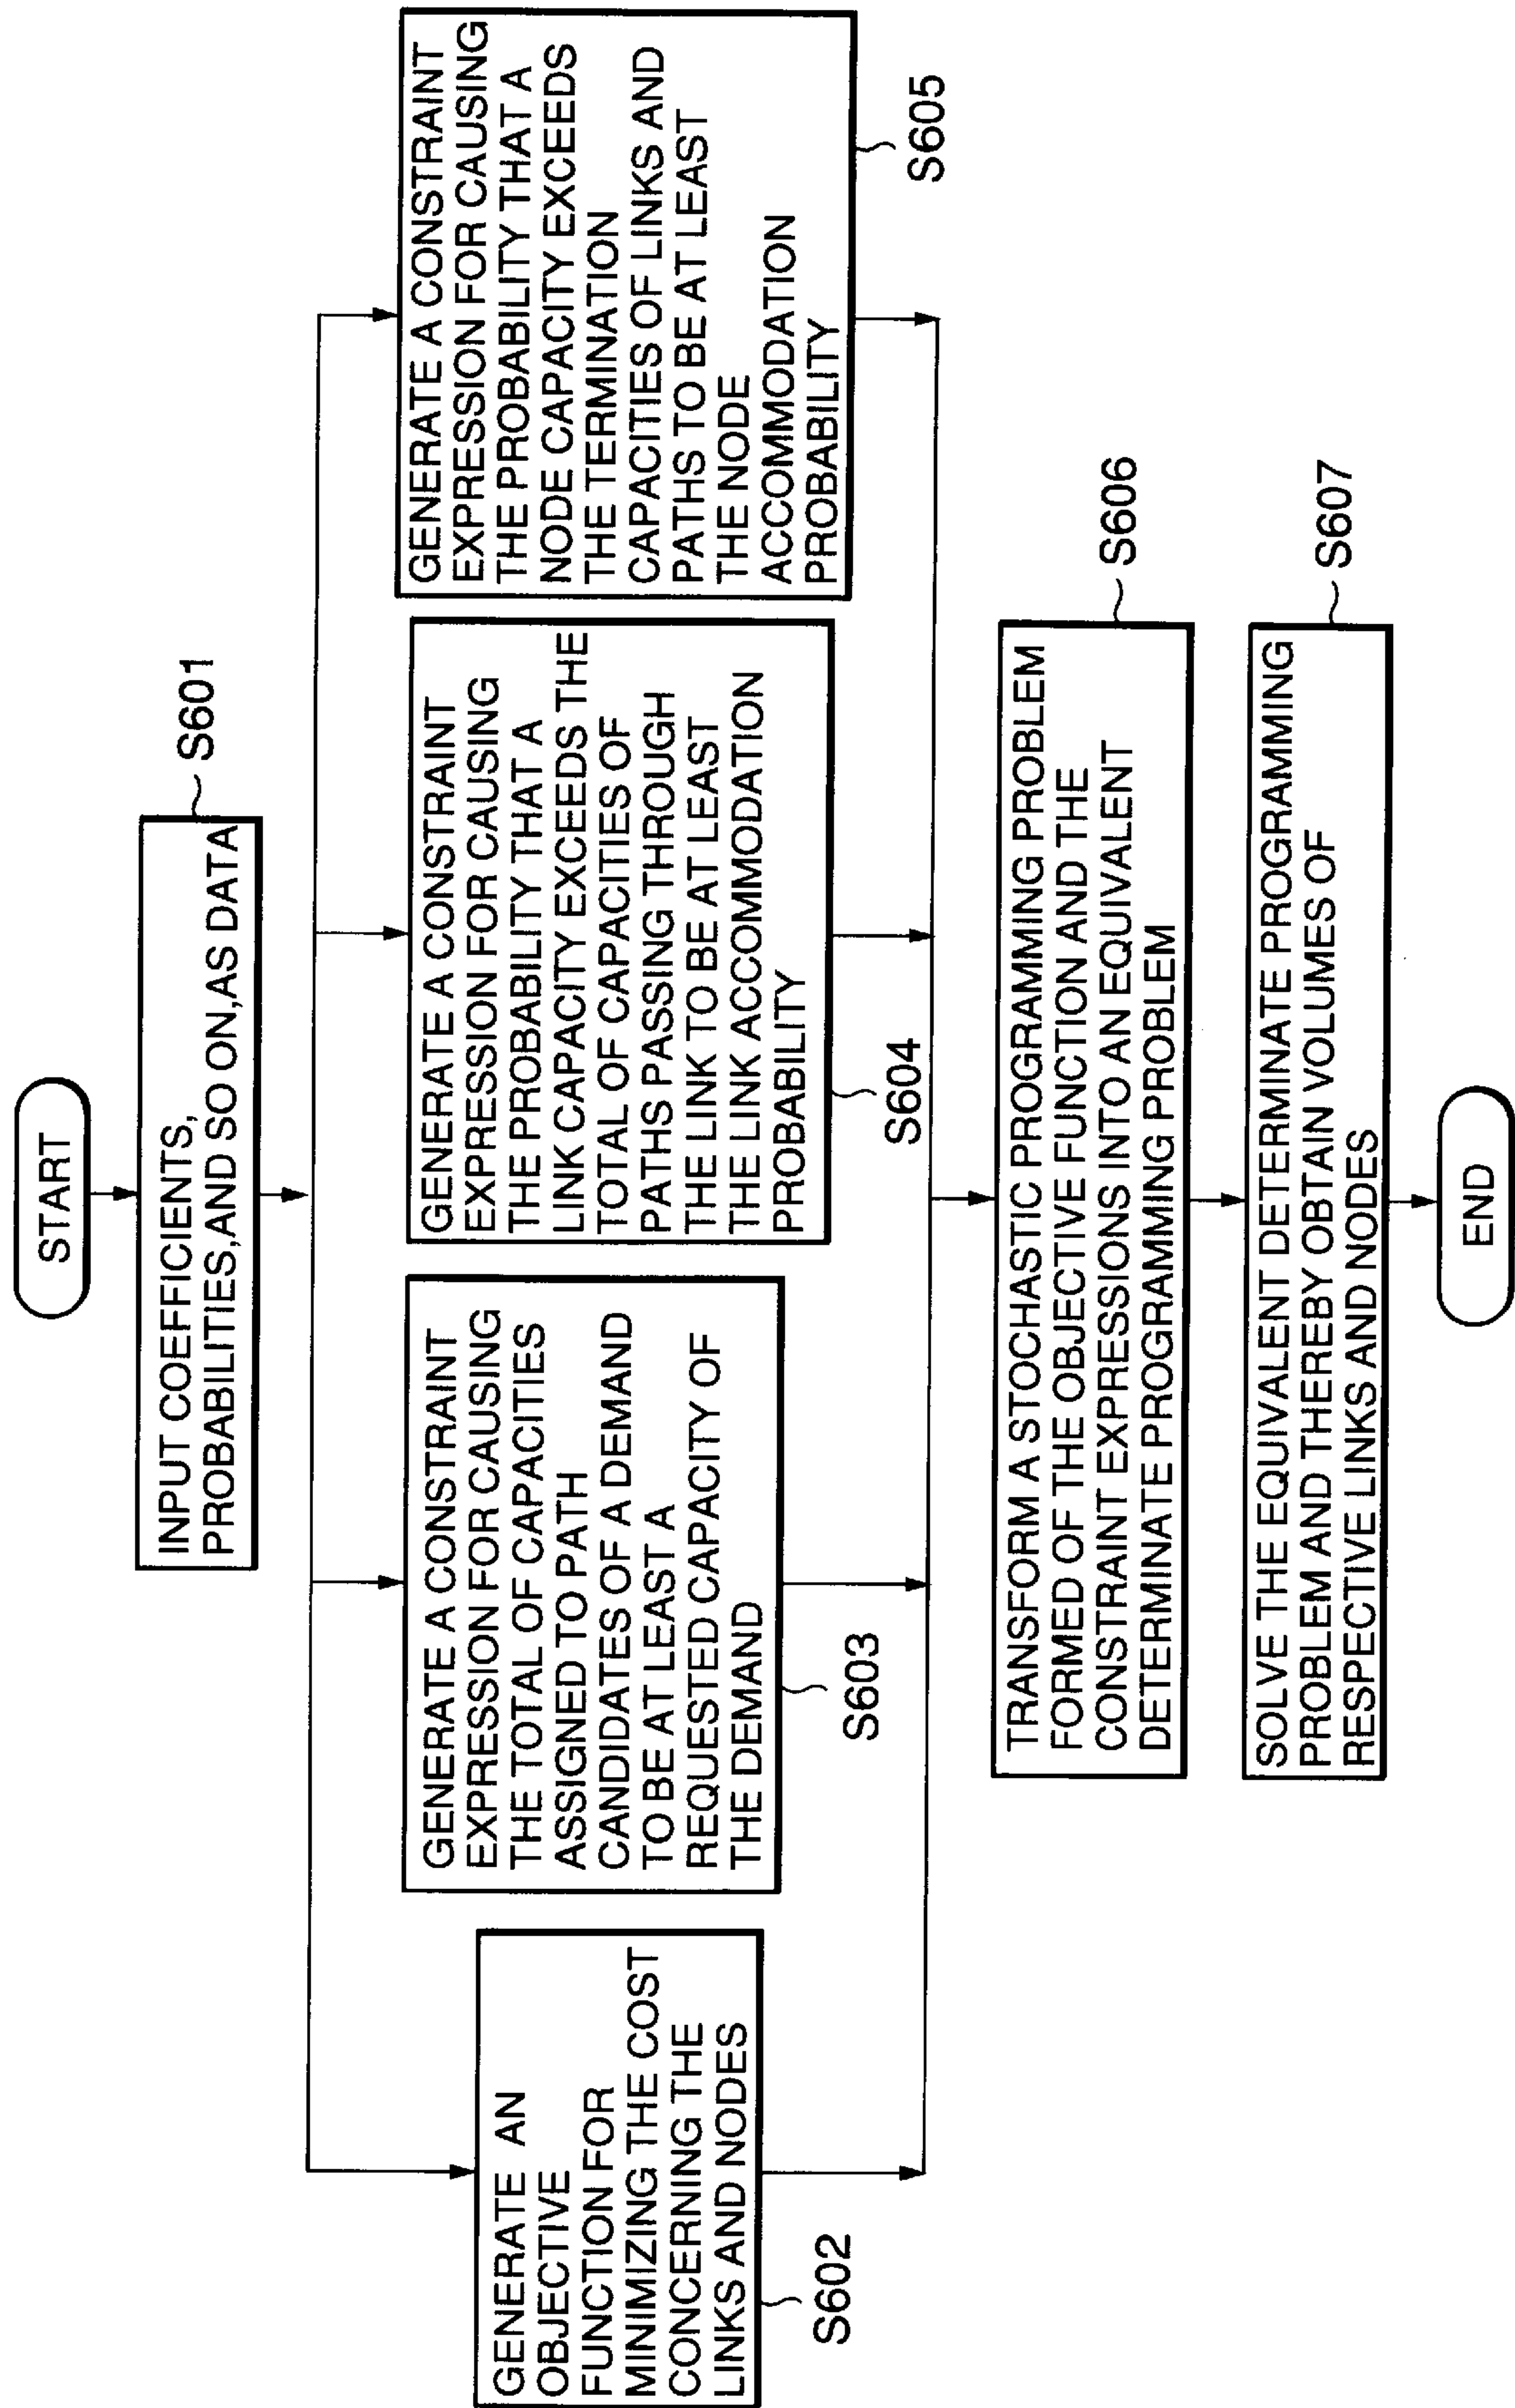 START
INPUT COEFFICIENTS,
PROBABILITIES,AND SO ON,AS DATA
S601
GENERATE AN
OBJECTIVE
FUNCTION FOR
MINIMIZING THE COST
CONCERNING THE
LINKS AND NODES
S602
GENERATE A CONSTRAINT
EXPRESSION FOR CAUSING
THE TOTAL OF CAPACITIES
ASSIGNED TO PATH
CANDIDATES OF A DEMAND
TO BE AT LEAST A
REQUESTED CAPACITY OF
THE DEMAND
S603
GENERATE A CONSTRAINT
EXPRESSION FOR CAUSING
THE PROBABILITY THAT A
LINK CAPACITY EXCEEDS THE
TOTAL OF CAPACITIES OF
PATHS PASSING THROUGH
THE LINK TO BE AT LEAST
THE LINK ACCOMMODATION
PROBABILITY
S604
GENERATE A CONSTRAINT
EXPRESSION FOR CAUSING
THE PROBABILITY THAT A
NODE CAPACITY EXCEEDS
THE TERMINATION
CAPACITIES OF LINKS AND
PATHS TO BE AT LEAST
THE NODE
ACCOMMODATION
PROBABILITY
S605
TRANSFORM A STOCHASTIC PROGRAMMING PROBLEM
FORMED OF THE OBJECTIVE FUNCTION AND THE
CONSTRAINT EXPRESSIONS INTO AN EQUIVALENT
DETERMINATE PROGRAMMING PROBLEM
S606
SOLVE THE EQUIVALENT DETERMINATE PROGRAMMING
PROBLEM AND THEREBY OBTAIN VOLUMES OF
RESPECTIVE LINKS AND NODES
S607
END